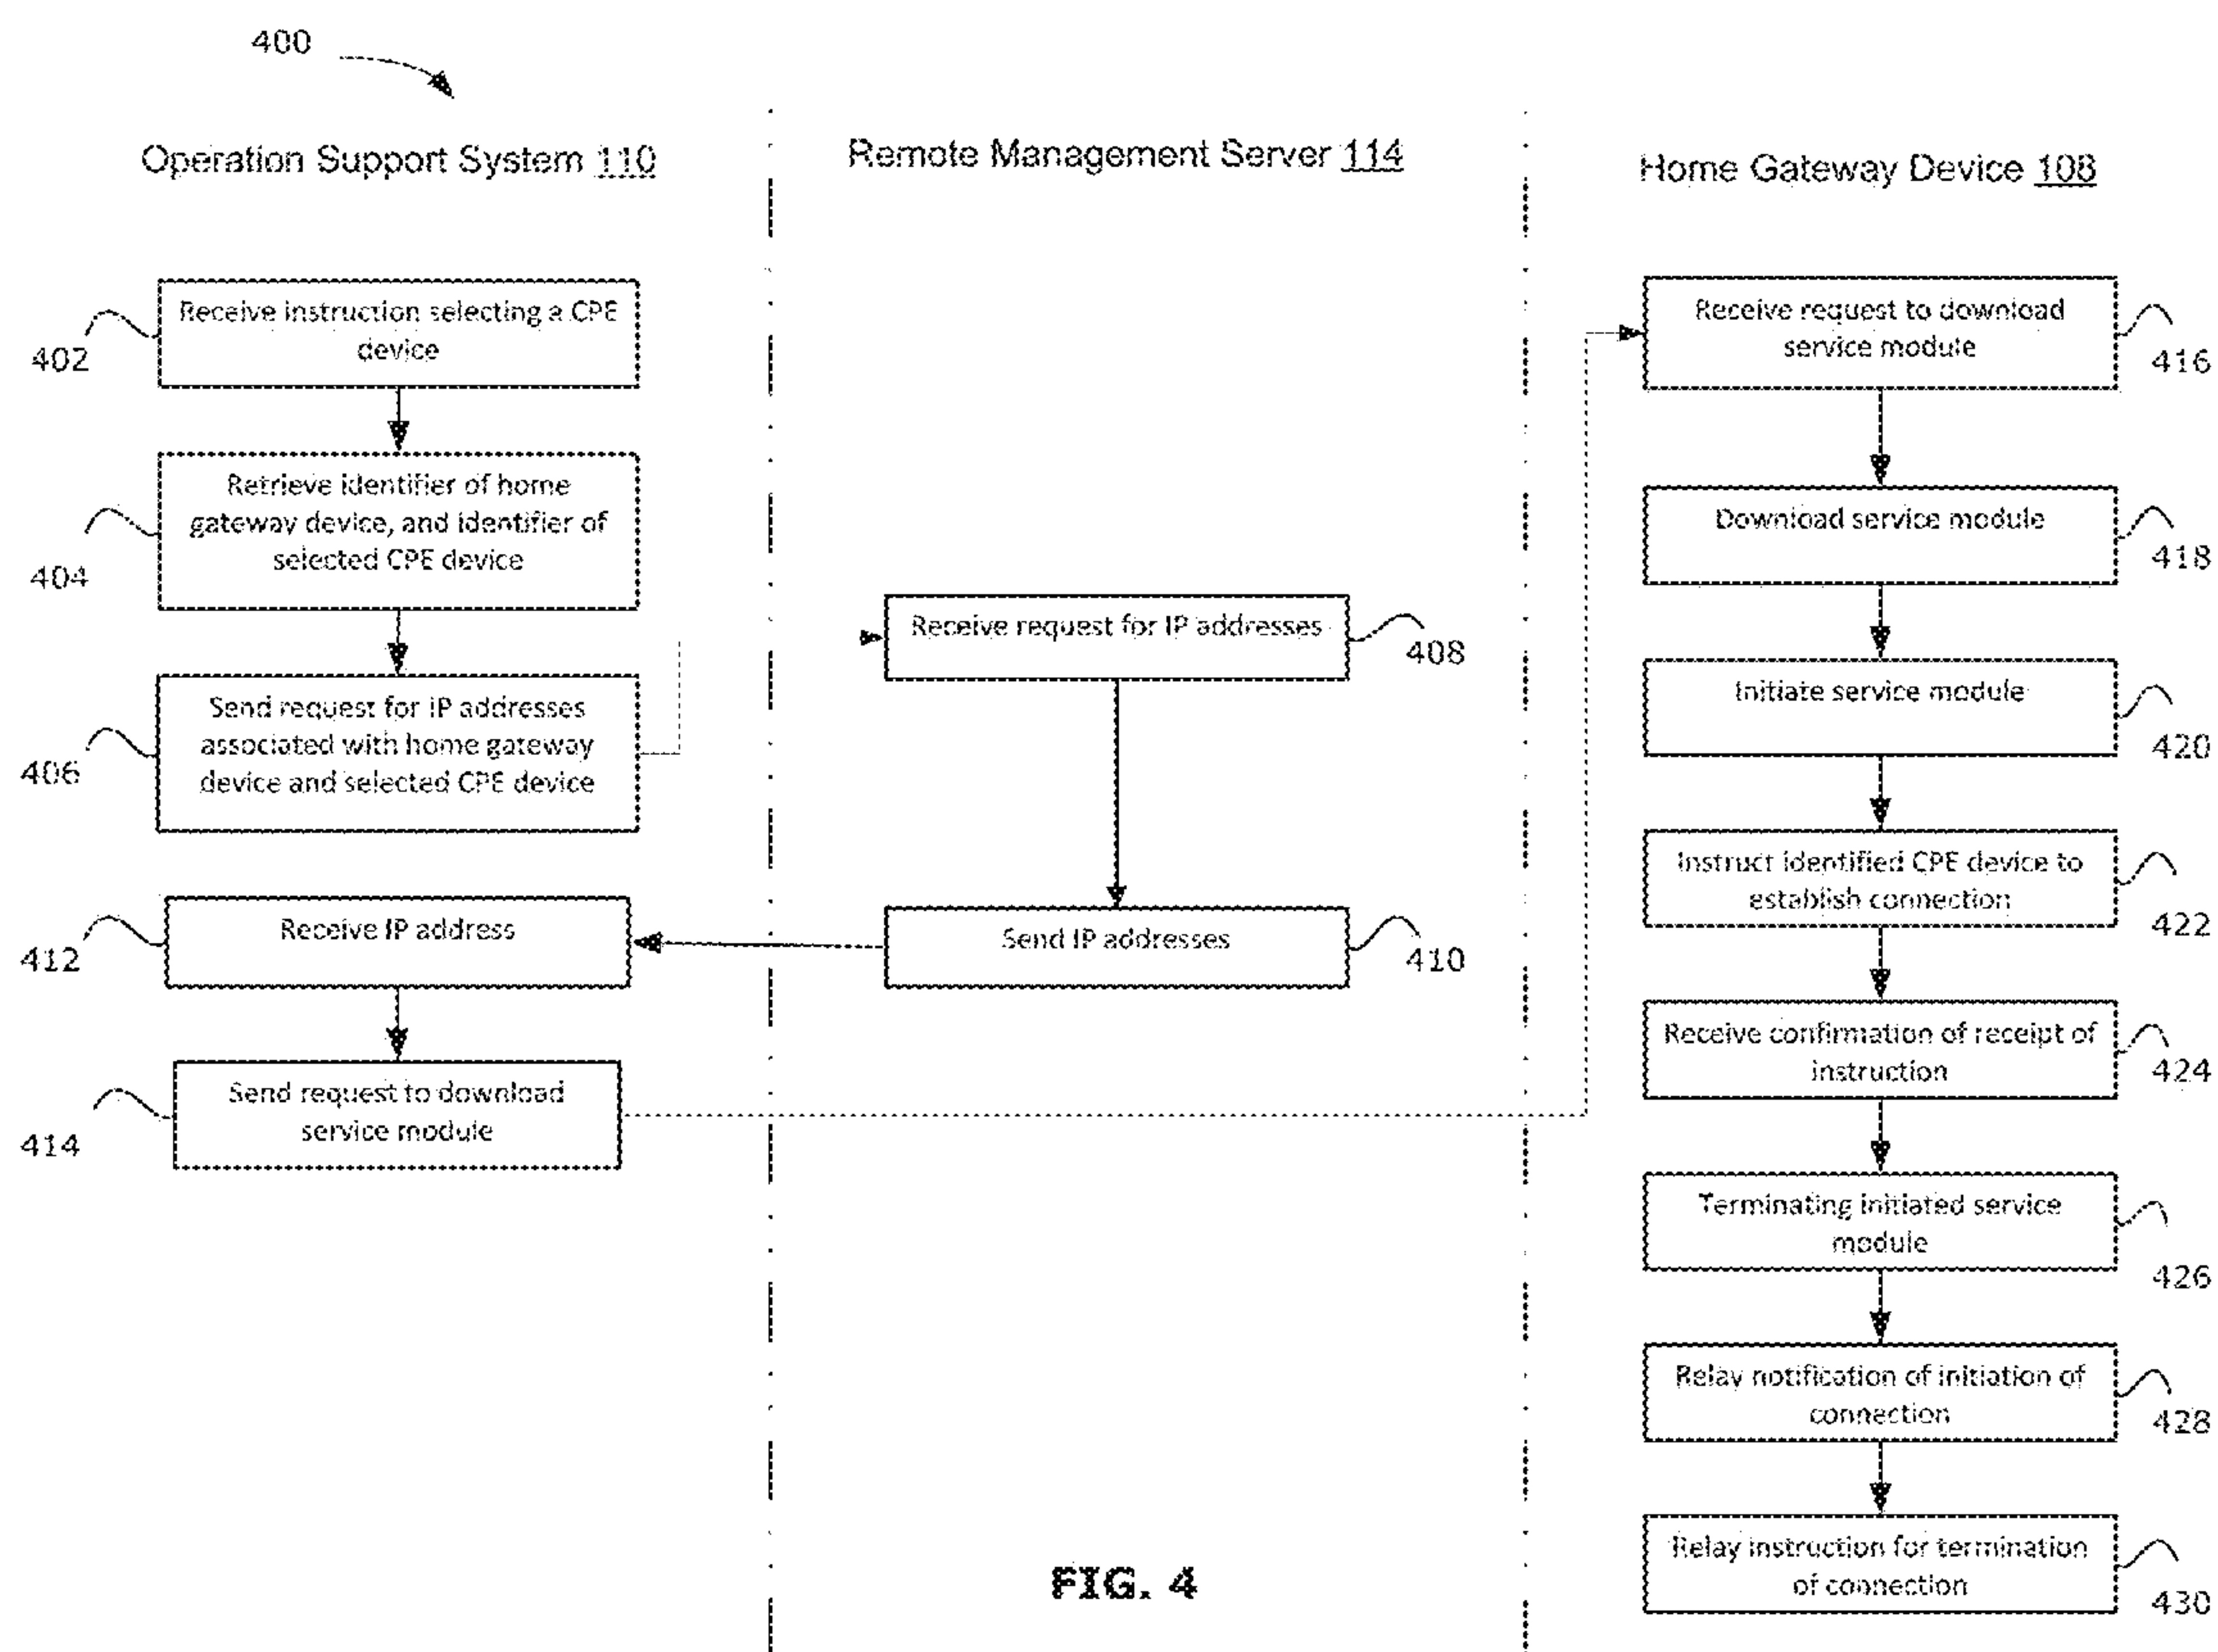 400
Operation Support System 110
Remote Management Server 114
Home Gateway Device 108
Receive instruction selecting a CPE
device
402
Retrieve identifier of home
gateway device, and identifier of
selected CPE device
404
Send request for IP addresses
associated with home gateway
device and selected CPE device
406
Receive request for IP addresses
408
Send IP addresses
410
Receive IP address
412
Send request to download
service module
414
Receive request to download
service module
416
Download service module
418
Initiate service module
420
Instruct identified CPE device to
establish connection
422
Receive confirmation of receipt of
instruction
424
Terminating initiated service
module
426
Relay notification of initiation of
connection
428
Relay instruction for termination
of connection
430
FIG. 4